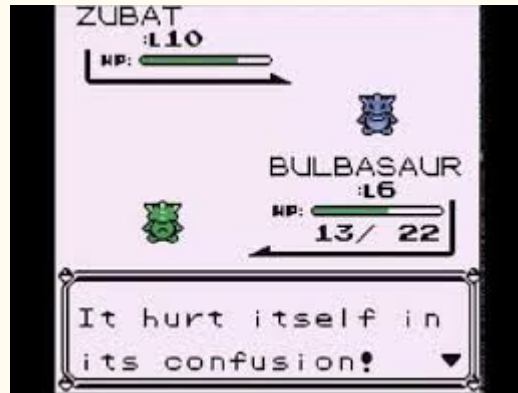 ZUBAT
:L10
HP:
BULBASAUR
:L6
HP:
13/ 22
It hurt itself in
its confusion!